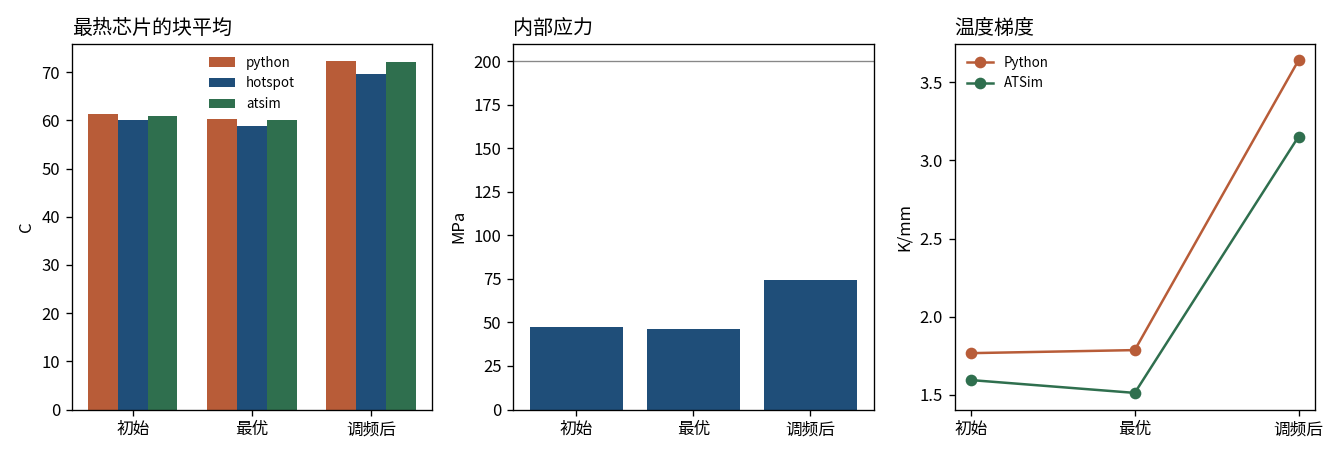 最热芯片的块平均
python
hotspot
atsim
C
70
60
50
40
30
20
10
0
初始
最优
调频后
内部应力
MPa
200
175
150
125
100
75
50
25
0
初始
最优
调频后
温度梯度
Python
ATSim
K/mm
3.5
3.0
2.5
2.0
1.5
初始
最优
调频后